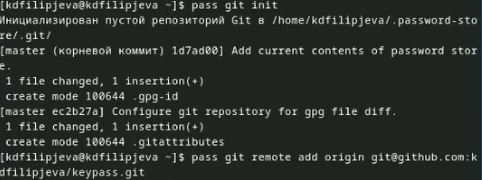 [kdfilipjeva@kdfilipjeva ~]$ pass git init
Инициализирован пустой репозиторий Git в /home/kdfilipjeva/.password-sto
re/.git/
[master (корневой коммит) 1d7ad00] Add current contents of password stor
e.
 1 file changed, 1 insertion(+)
 create mode 100644 .gpg-id
[master ec2b27a] Configure git repository for gpg file diff.
 1 file changed, 1 insertion(+)
 create mode 100644 .gitattributes
[kdfilipjeva@kdfilipjeva ~]$ pass git remote add origin git@github.com:k
dfilipjeva/keypass.git